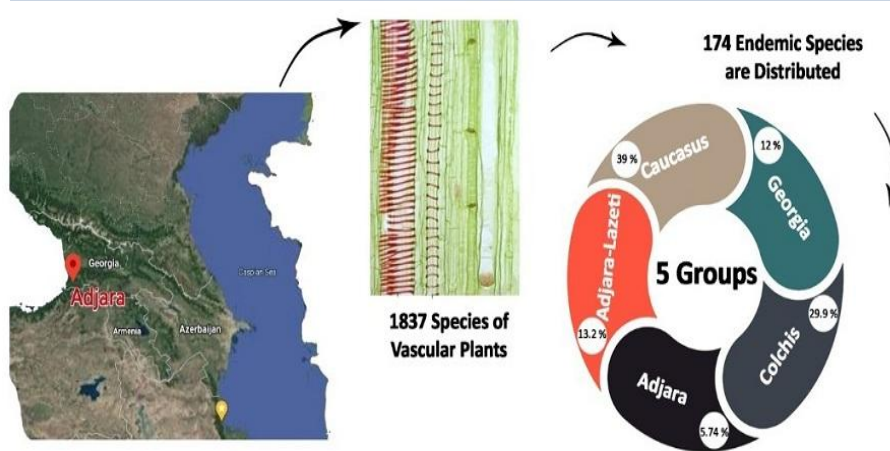 Georgia
Adjara
Armenia
Azerbaijan
Caspian Sea
1837 Species of
Vascular Plants
174 Endemic Species
are Distributed
39 %
Caucasus
12 %
Georgia
29.9 %
Colchis
5.74 %
Adjara
13.2 %
Adjara-Lazeti
5 Groups